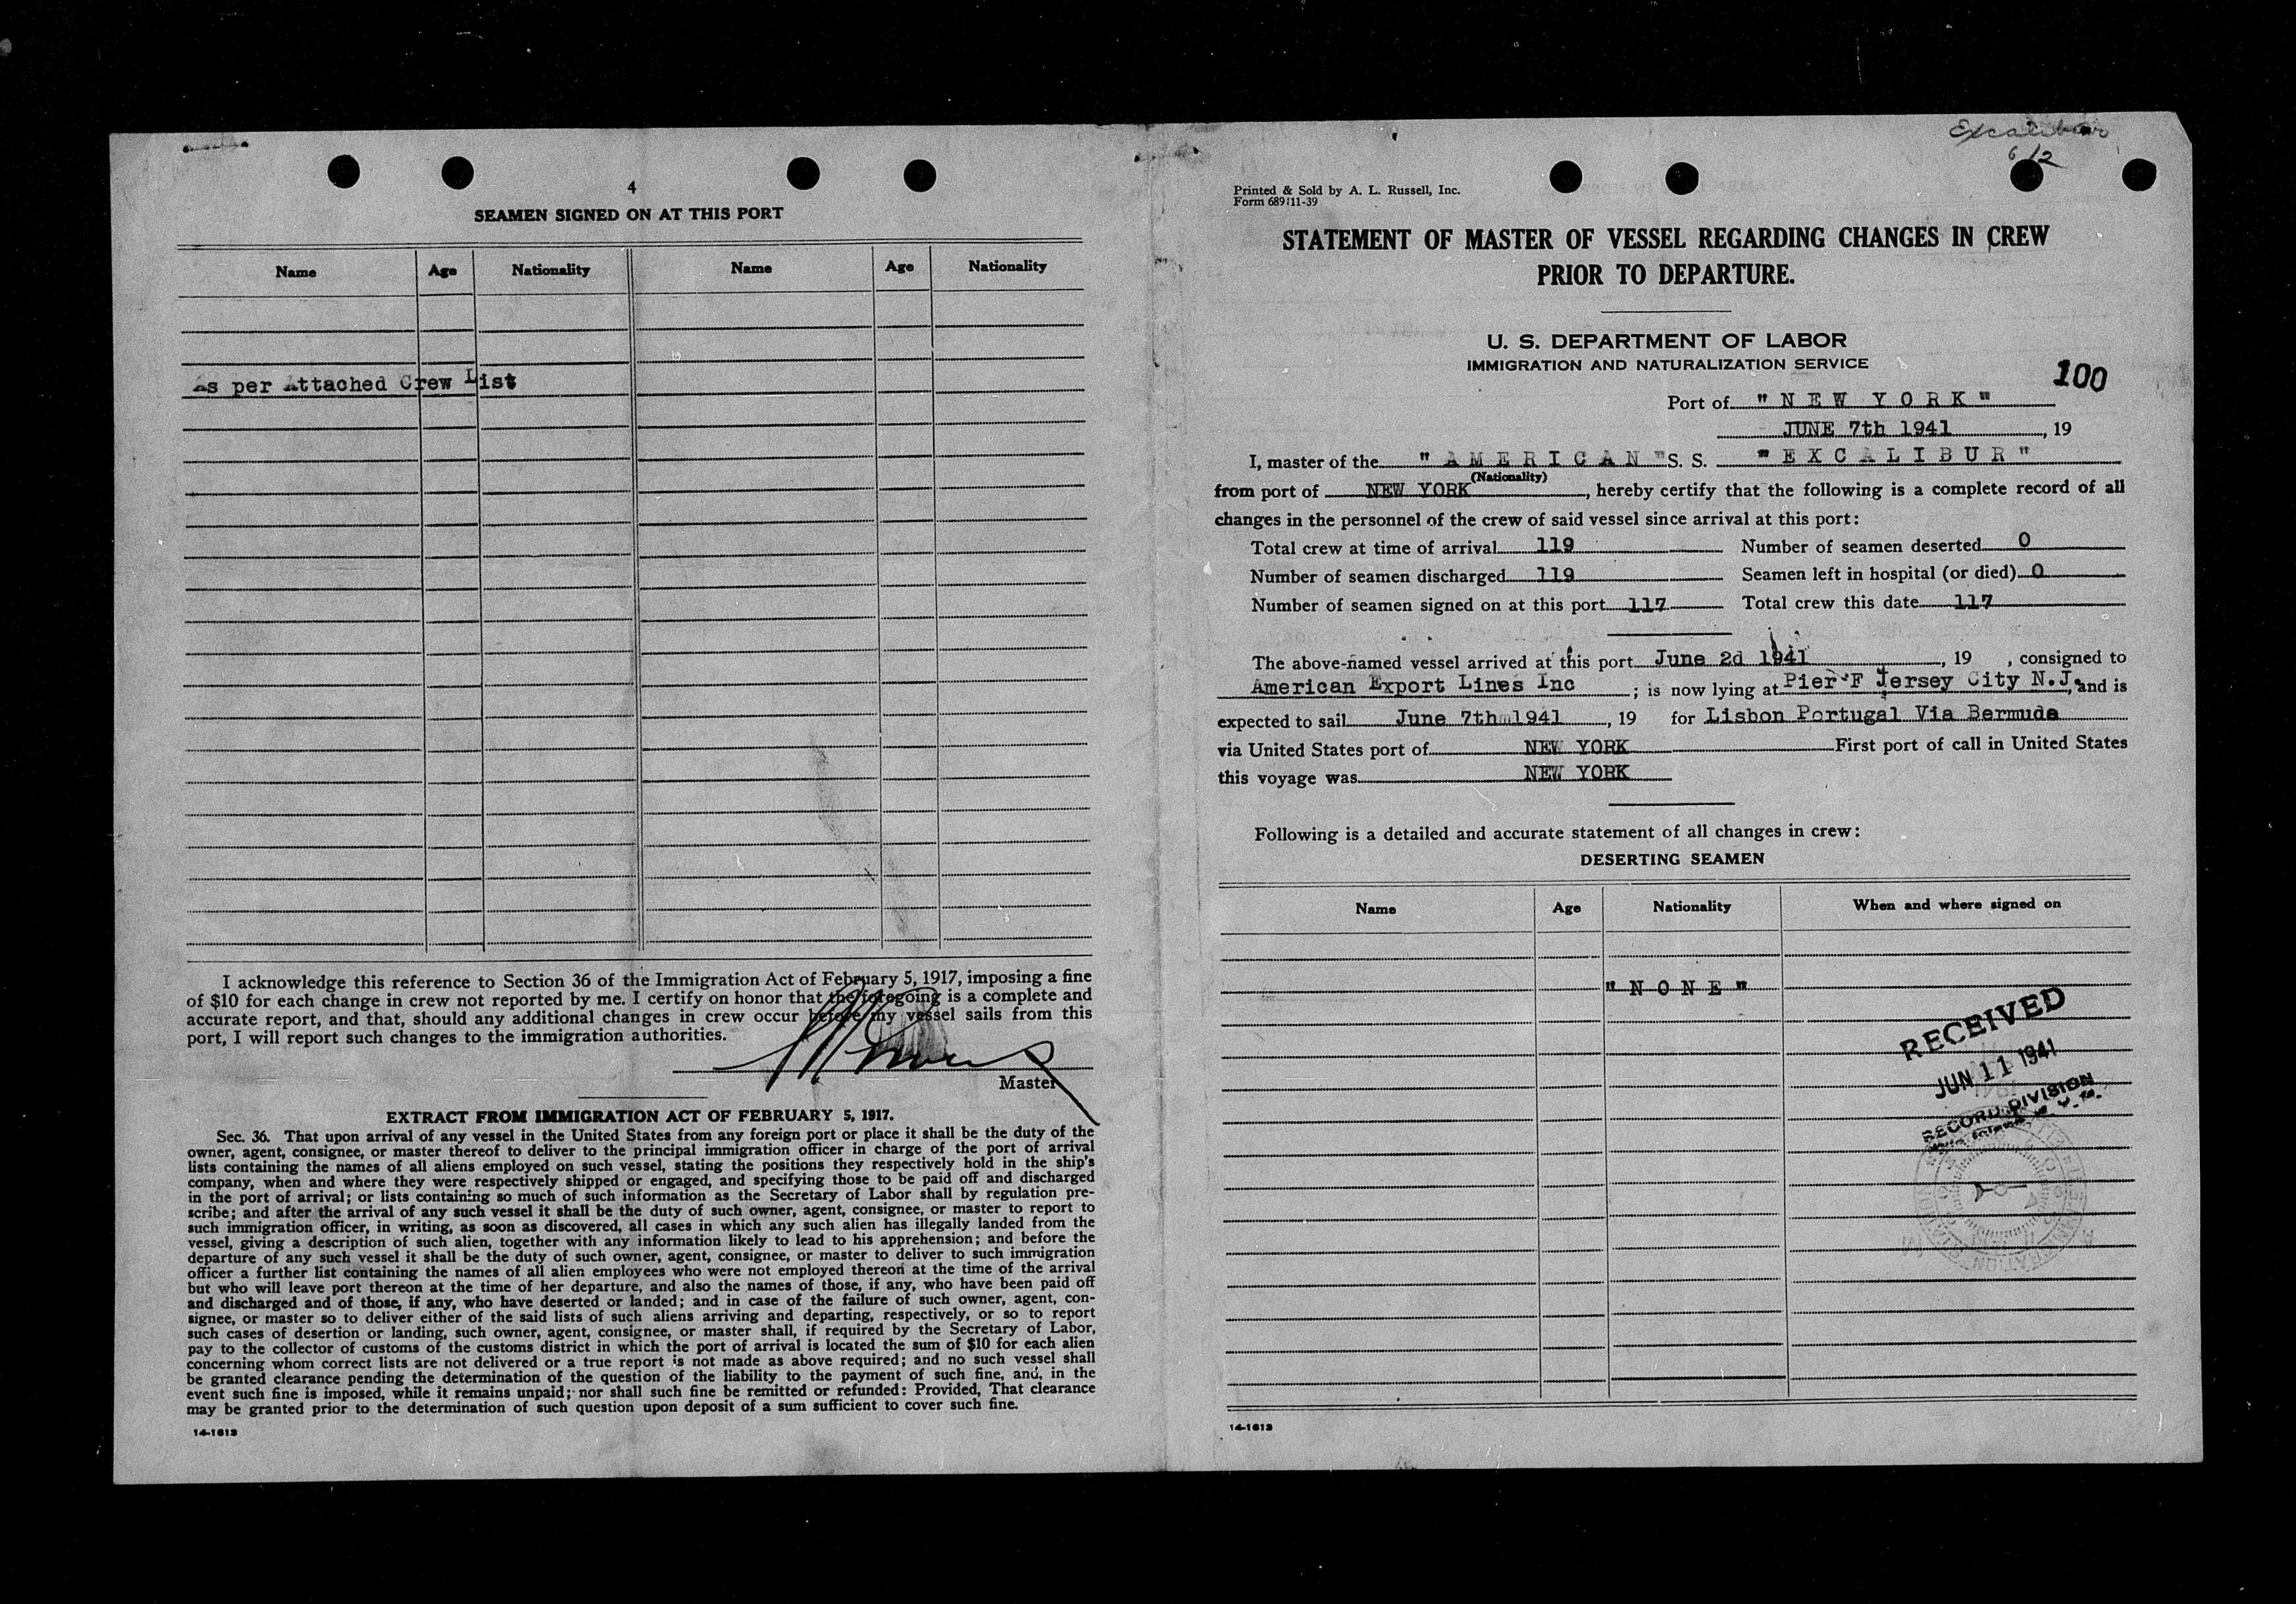 4
SEAMEN SIGNED ON AT THIS PORT
Name Age Nationality Name Age Nationality
As per Attached Crew List
I acknowledge this reference to Section 36 of the Immigration Act of February 5, 1917, imposing a fine
of $10 for each change in crew not reported by me. I certify on honor that the foregoing is a complete and
accurate report, and that, should any additional changes in crew occur before my vessel sails from this
port, I will report such changes to the immigration authorities.
Master
EXTRACT FROM IMMIGRATION ACT OF FEBRUARY 5, 1917.
Sec. 36. That upon arrival of any vessel in the United States from any foreign port or place it shall be the duty of the
owner, agent, consignee, or master thereof to deliver to the principal immigration officer in charge of the port of arrival
lists containing the names of all aliens employed on such vessel, stating the positions they respectively hold in the ship's
company, when and where they were respectively shipped or engaged, and specifying those to be paid off and discharged
in the port of arrival; or lists containing so much of such information as the Secretary of Labor shall by regulation pre-
scribe; and after the arrival of any such vessel it shall be the duty of such owner, agent, consignee, or master to report to
such immigration officer, in writing, as soon as discovered, all cases in which any such alien has illegally landed from the
vessel, giving a description of such alien, together with any information likely to lead to his apprehension; and before the
departure of any such vessel it shall be the duty of such owner, agent, consignee, or master to deliver to such immigration
officer a further list containing the names of all alien employees who were not employed thereon at the time of the arrival
but who will leave port thereon at the time of her departure, and also the names of those, if any, who have been paid off
and discharged and of those, if any, who have deserted or landed; and in case of the failure of such owner, agent, con-
signee, or master so to deliver either of the said lists of such aliens arriving and departing, respectively, or so to report
such cases of desertion or landing, such owner, agent, consignee, or master shall, if required by the Secretary of Labor,
pay to the collector of customs of the customs district in which the port of arrival is located the sum of $10 for each alien
concerning whom correct lists are not delivered or a true report is not made as above required; and no such vessel shall
be granted clearance pending the determination of the question of the liability to the payment of such fine, and, in the
event such fine is imposed, while it remains unpaid; nor shall such fine be remitted or refunded: Provided, That clearance
may be granted prior to the determination of such question upon deposit of a sum sufficient to cover such fine.
14-1613
Excalibur
6/2
Printed & Sold by A. L. Russell, Inc.
Form 689 11-39
STATEMENT OF MASTER OF VESSEL REGARDING CHANGES IN CREW
PRIOR TO DEPARTURE.
U. S. DEPARTMENT OF LABOR
IMMIGRATION AND NATURALIZATION SERVICE
100
Port of "NEW YORK"
JUNE 7th 1941, 19
I, master of the "AMERICAN" S. S. "EXCALIBUR"
(Nationality)
from port of NEW YORK, hereby certify that the following is a complete record of all
changes in the personnel of the crew of said vessel since arrival at this port:
Total crew at time of arrival 119 Number of seamen deserted 0
Number of seamen discharged 119 Seamen left in hospital (or died) 0
Number of seamen signed on at this port 117 Total crew this date 117
The above-named vessel arrived at this port June 2d 1941, 19 , consigned to
American Export Lines Inc ; is now lying at Pier F Jersey City N.J. and is
expected to sail June 7th 1941, 19 for Lisbon Portugal Via Bermuda
via United States port of NEW YORK First port of call in United States
this voyage was NEW YORK
Following is a detailed and accurate statement of all changes in crew:
DESERTING SEAMEN
Name Age Nationality When and where signed on
"NONE"
RECEIVED
JUN 11 1941
RECORD DIVISION
14-1613